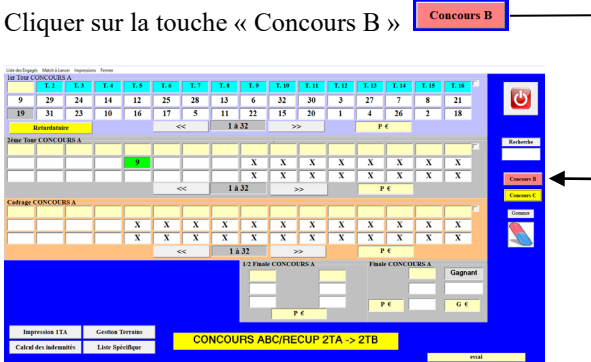 Cliquer sur la touche « Concours B » Concours B
Liste des Engagés Match à Lancer Impressions Fermer
1er Tour CONCOURS A
T. 2 T. 3 T. 4 T. 5 T. 6 T. 7 T. 8 T. 9 T. 10 T. 11 T. 12 T. 13 T. 14 T. 15 T. 16
9 29 24 14 12 25 28 13 6 32 30 3 27 7 8 21
19 31 23 10 16 17 5 11 22 15 20 1 4 26 2 18
Retardataire << 1 à 32 >> P €
2ème Tour CONCOURS A
9 X X X X X X X X
X X X X X X X X
<< 1 à 32 >> P €
Cadrage CONCOURS A
X X X X X X X X X X X X
X X X X X X X X X X X X
<< 1 à 32 >> P €
1/2 Finale CONCOURS A Finale CONCOURS A
Gagnant
P € G €
P €
Recherche
Concours B
Concours C
Gommer
Impression 1TA Gestion Terrains
Calcul des indemnités Liste Spécifique
CONCOURS ABC/RECUP 2TA -> 2TB
essai